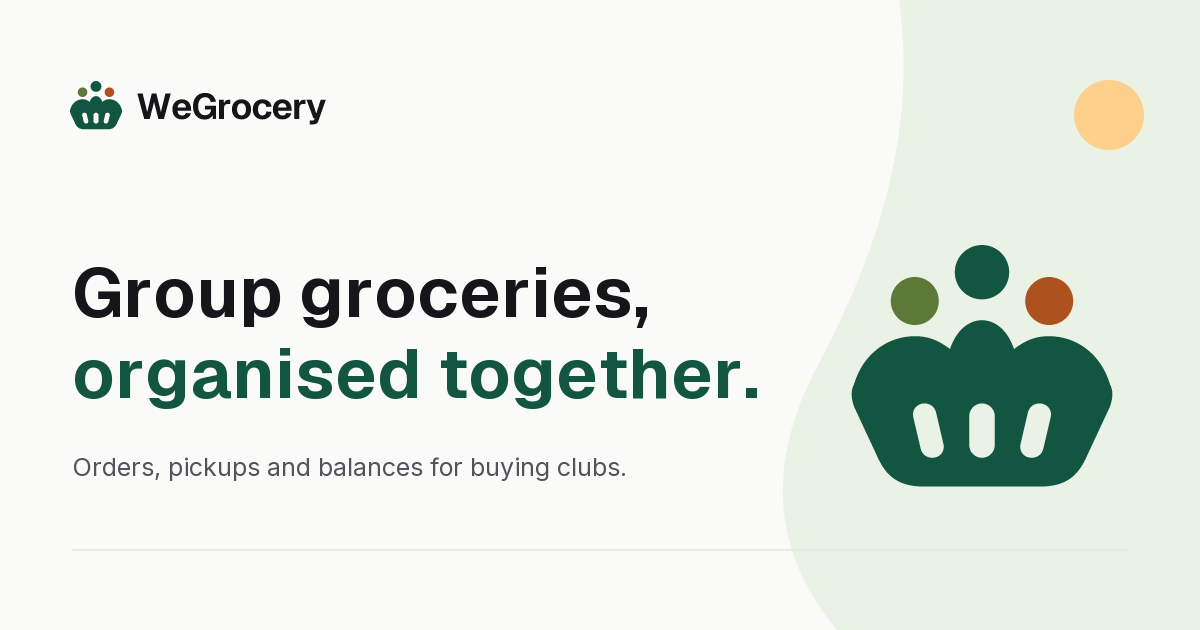 WeGrocery
Group groceries,
organised together.
Orders, pickups and balances for buying clubs.